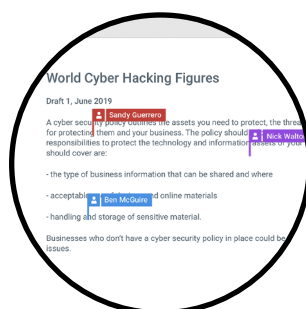 World Cyber Hacking Figures
Draft 1, June 2019
Sandy Guerrero
A cyber security policy outlines the assets you need to protect, the threa
for protecting them and your business. The policy should
Nick Walto
responsibilities to protect the technology and information assets of your
should cover are:
- the type of business information that can be shared and where
- acceptable online materials
Ben McGuire
- handling and storage of sensitive material.
Businesses who don't have a cyber security policy in place could be
issues.